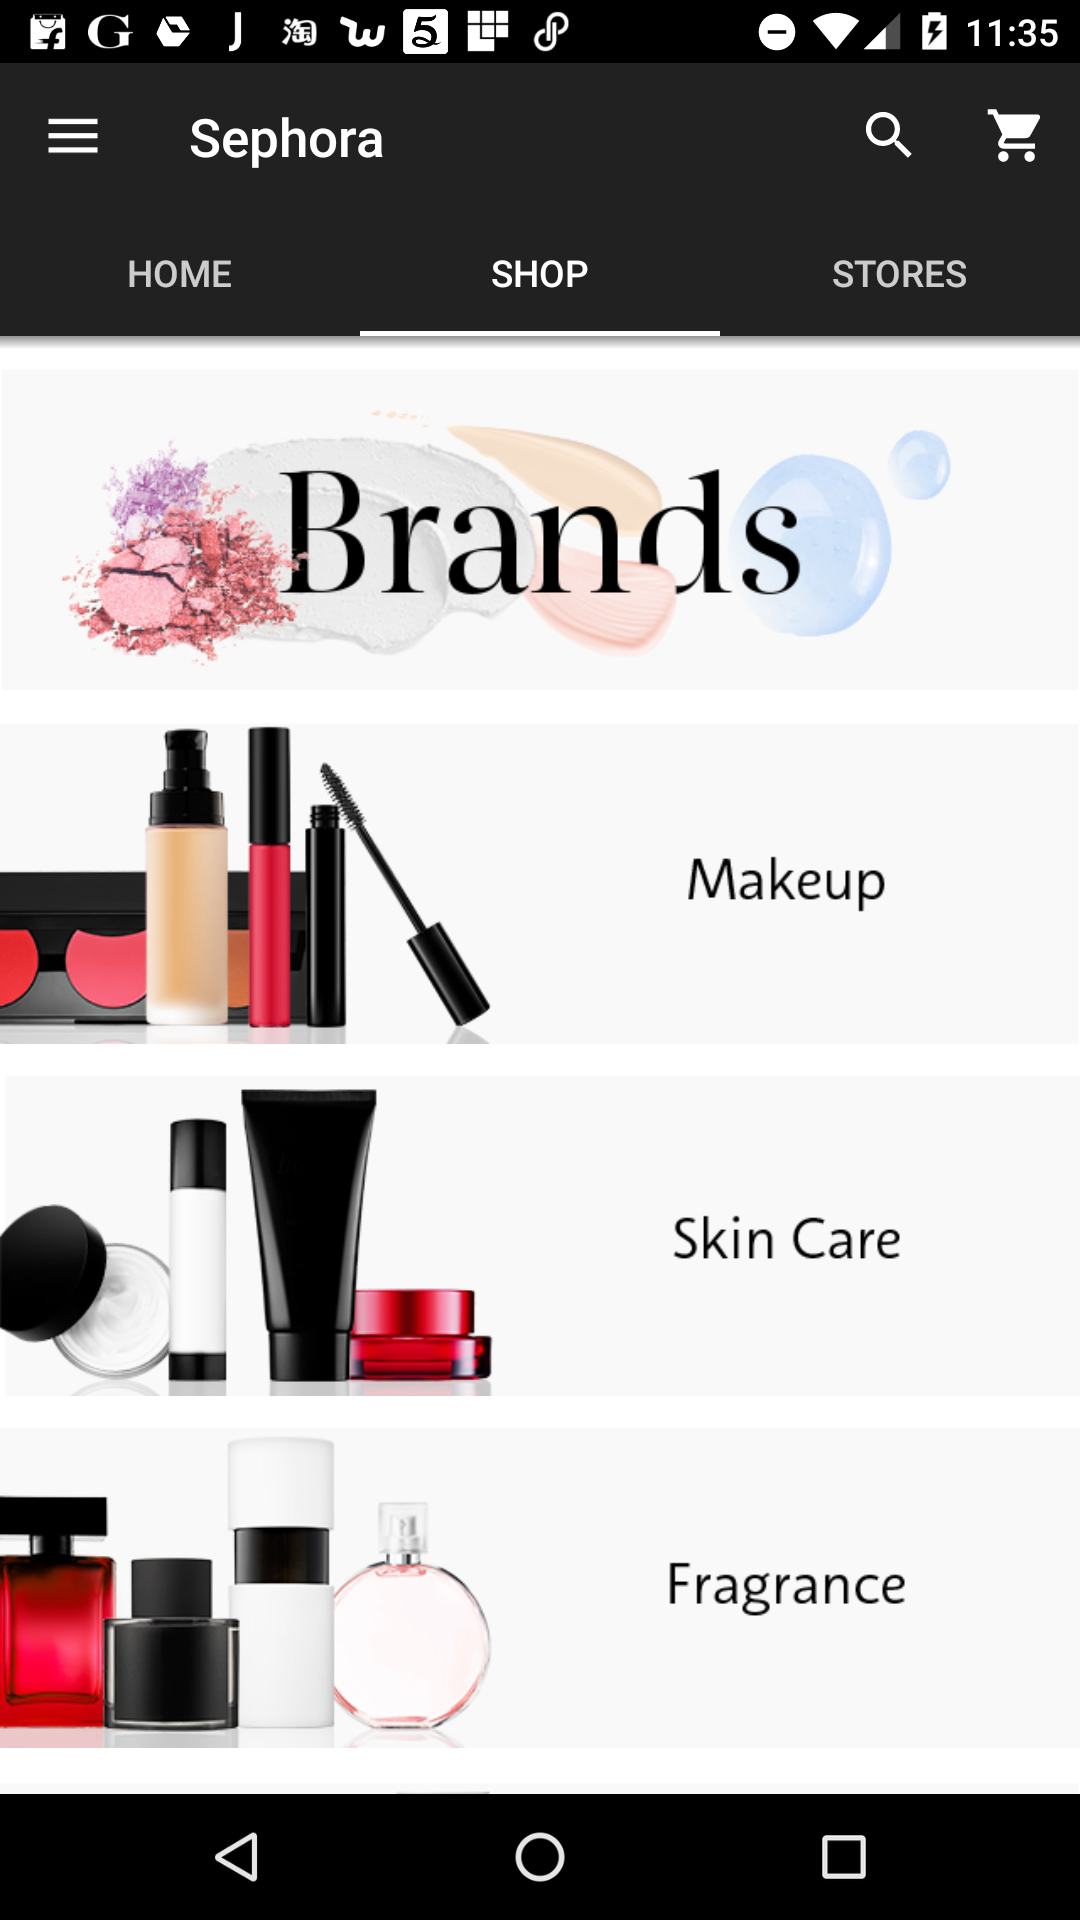 11:35
Sephora
HOME SHOP STORES
Brands
Makeup
Skin Care
Fragrance